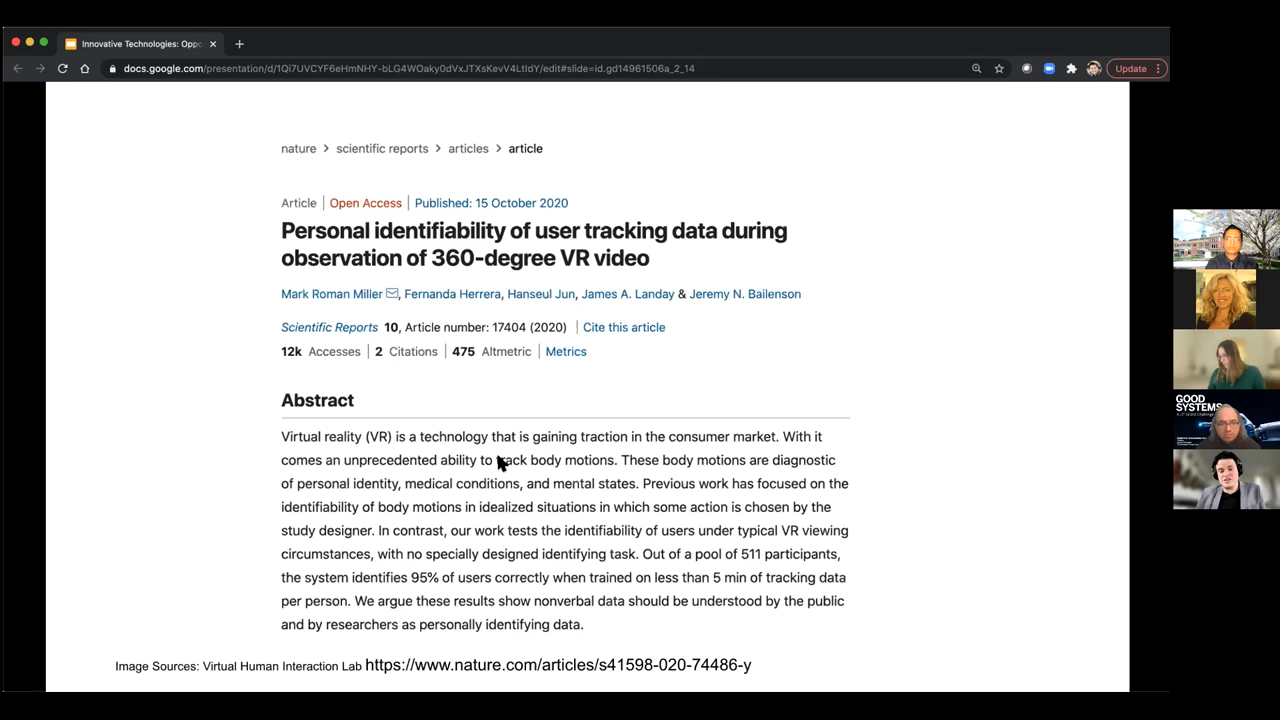 Innovative Technologies: Oppo
docs.google.com/presentation/d/1Qi7UVCYF6eHmNHY-bLG4WOaky0dVxJTXsKevV4LtIdY/edit#slide=id.gd14961506a_2_14
Update
nature > scientific reports > articles > article
Article | Open Access | Published: 15 October 2020
Personal identifiability of user tracking data during
observation of 360-degree VR video
Mark Roman Miller, Fernanda Herrera, Hanseul Jun, James A. Landay & Jeremy N. Bailenson
Scientific Reports 10, Article number: 17404 (2020) | Cite this article
12k Accesses | 2 Citations | 475 Altmetric | Metrics
Abstract
Virtual reality (VR) is a technology that is gaining traction in the consumer market. With it
comes an unprecedented ability to track body motions. These body motions are diagnostic
of personal identity, medical conditions, and mental states. Previous work has focused on the
identifiability of body motions in idealized situations in which some action is chosen by the
study designer. In contrast, our work tests the identifiability of users under typical VR viewing
circumstances, with no specially designed identifying task. Out of a pool of 511 participants,
the system identifies 95% of users correctly when trained on less than 5 min of tracking data
per person. We argue these results show nonverbal data should be understood by the public
and by researchers as personally identifying data.
Image Sources: Virtual Human Interaction Lab https://www.nature.com/articles/s41598-020-74486-y
GOOD
SYSTEMS